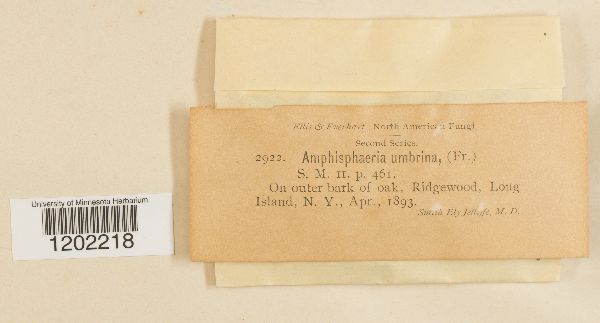 Ellis & Everhart North American Fungi
Second Series.
2922. Amphisphaeria umbrina, (Fr.)
S. M. II. p. 461.
On outer bark of oak, Ridgewood, Long
Island, N. Y., Apr., 1893.
Smith Ely Jelliffe, M. D.
University of Minnesota Herbarium
1202218